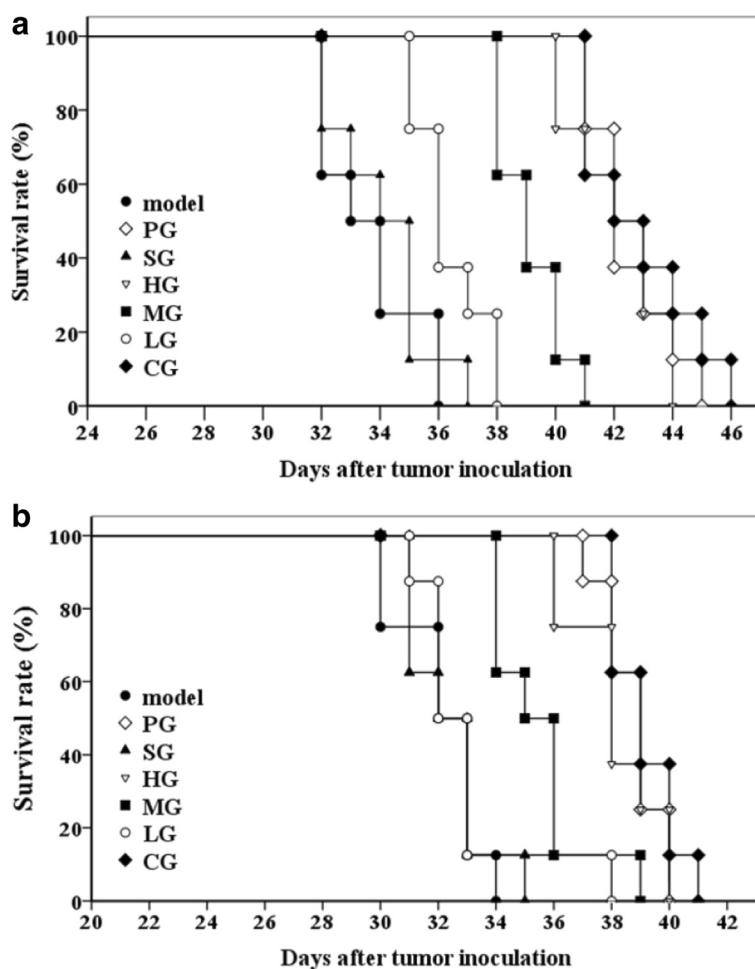 a
100
80
60
40
20
0
Survival rate (%)
model
PG
SG
HG
MG
LG
CG
24 26 28 30 32 34 36 38 40 42 44 46
Days after tumor inoculation
b
100
80
60
40
20
0
Survival rate (%)
model
PG
SG
HG
MG
LG
CG
20 22 24 26 28 30 32 34 36 38 40 42
Days after tumor inoculation